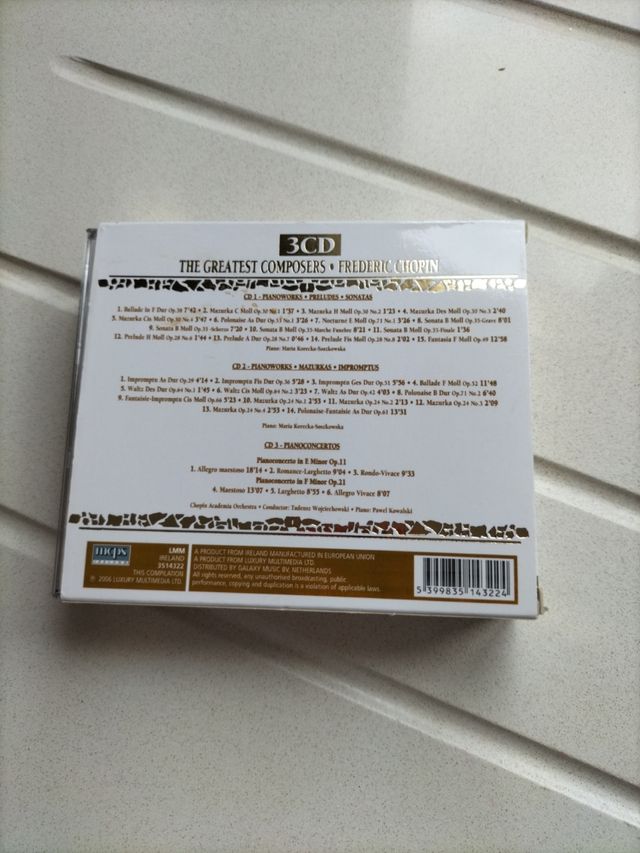 3CD
THE GREATEST COMPOSERS • FREDERIC CHOPIN
CD 1 - PIANOWORKS • PRELUDES • SONATAS
1. Ballade in F Dur Op.38 7'42 • 2. Mazurka C Moll Op.30 No.1 1'37 • 3. Mazurka H Moll Op.30 No.2 1'23 • 4. Mazurka Des Moll Op.30 No.3 2'40
5. Mazurka Cis Moll Op.30 No.4 3'47 • 6. Polonaise As Dur Op.53 No.1 3'26 • 7. Nocturne E Moll Op.71 No.1 3'26 • 8. Sonata B Moll Op.35-Grave 8'01
9. Sonata B Moll Op.35-Scherzo 7'20 • 10. Sonata B Moll Op.35-Marche Funebre 8'21 • 11. Sonata B Moll Op.35-Finale 1'36
12. Prelude H Moll Op.28 No.6 1'44 • 13. Prelude A Dur Op.28 No.7 0'46 • 14. Prelude Fis Moll Op.28 No.8 2'02 • 15. Fantasia F Moll Op.49 12'58
Piano: Maria Korecka-Soszkowska
CD 2 - PIANOWORKS • MAZURKAS • IMPROMPTUS
1. Impromptu As Dur Op.29 4'14 • 2. Impromptu Fis Dur Op.36 5'28 • 3. Impromptu Ges Dur Op.51 5'56 • 4. Ballade F Moll Op.52 11'48
5. Waltz Des Dur Op.64 No.1 1'45 • 6. Waltz Cis Moll Op.64 No.2 3'23 • 7. Waltz As Dur Op.42 4'03 • 8. Polonaise B Dur Op.71 No.2 6'40
9. Fantaisie-Impromptu Cis Moll Op.66 5'23 • 10. Mazurka Op.24 No.1 2'53 • 11. Mazurka Op.24 No.2 2'13 • 12. Mazurka Op.24 No.3 2'09
13. Mazurka Op.24 No.4 2'53 • 14. Polonaise-Fantaisie As Dur Op.61 13'31
Piano: Maria Korecka-Soszkowska
CD 3 - PIANOCONCERTOS
Pianoconcerto in E Minor Op.11
1. Allegro maestoso 18'14 • 2. Romance-Larghetto 9'04 • 3. Rondo-Vivace 9'33
Pianoconcerto in F Minor Op.21
4. Maestoso 13'07 • 5. Larghetto 8'55 • 6. Allegro Vivace 8'07
Chopin Academia Orchestra • Conductor: Tadeusz Wojciechowski • Piano: Pawel Kowalski
mcps
LMM
IRELAND
3514322
THIS COMPILATION
℗ 2006 LUXURY MULTIMEDIA LTD.
A PRODUCT FROM IRELAND MANUFACTURED IN EUROPEAN UNION
A PRODUCT FROM LUXURY MULTIMEDIA LTD.
DISTRIBUTED BY GALAXY MUSIC BV, NETHERLANDS
All rights reserved, any unauthorised broadcasting, public
performance, copying and duplication is a violation of applicable laws.
5 399835 143224